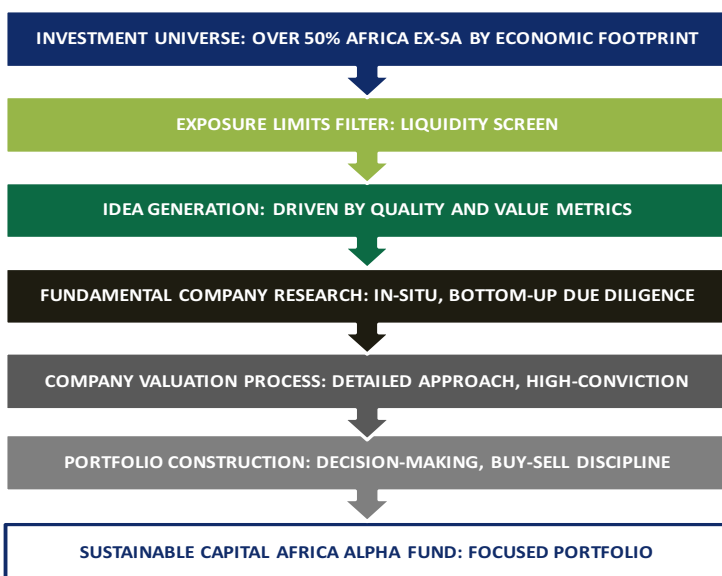 INVESTMENT UNIVERSE: OVER 50% AFRICA EX-SA BY ECONOMIC FOOTPRINT
EXPOSURE LIMITS FILTER: LIQUIDITY SCREEN
IDEA GENERATION: DRIVEN BY QUALITY AND VALUE METRICS
FUNDAMENTAL COMPANY RESEARCH: IN-SITU, BOTTOM-UP DUE DILIGENCE
COMPANY VALUATION PROCESS: DETAILED APPROACH, HIGH-CONVICTION
PORTFOLIO CONSTRUCTION: DECISION-MAKING, BUY-SELL DISCIPLINE
SUSTAINABLE CAPITAL AFRICA ALPHA FUND: FOCUSED PORTFOLIO